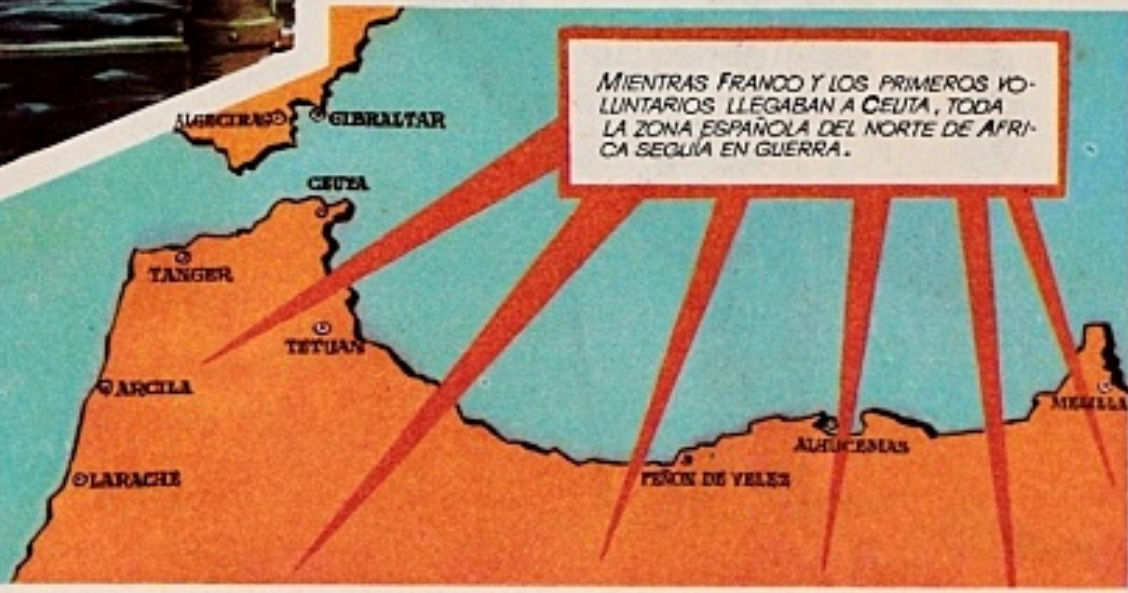 MIENTRAS FRANCO Y LOS PRIMEROS VO-
LUNTARIOS LLEGABAN A CEUTA, TODA
LA ZONA ESPAÑOLA DEL NORTE DE AFRI-
CA SEGUÍA EN GUERRA.
ALGECIRAS
GIBRALTAR
CEUTA
TANGER
TETUAN
ARCILA
LARACHE
PEÑON DE VELEZ
ALHUCEMAS
MELILLA